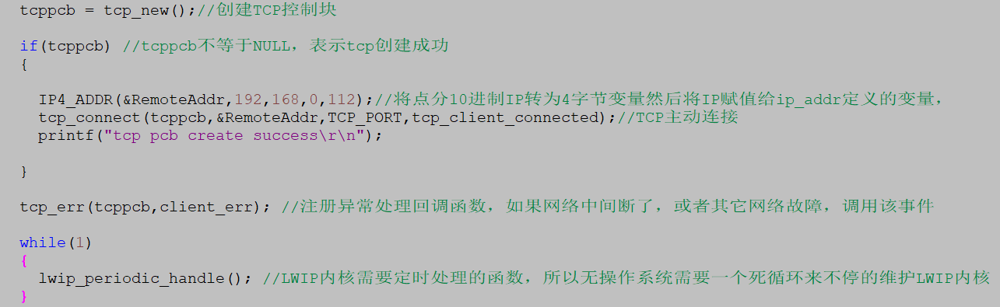 tcppcb = tcp_new();//创建TCP控制块
if(tcppcb) //tcppcb不等于NULL，表示tcp创建成功
{
IP4_ADDR(&RemoteAddr,192,168,0,112);//将点分10进制IP转为4字节变量然后将IP赋值给ip_addr定义的变量，
tcp_connect(tcppcb,&RemoteAddr,TCP_PORT,tcp_client_connected);//TCP主动连接
printf("tcp pcb create success\r\n");
}
tcp_err(tcppcb,client_err); //注册异常处理回调函数，如果网络中间断了，或者其它网络故障，调用该事件
while(1)
{
lwip_periodic_handle(); //LWIP内核需要定时处理的函数，所以无操作系统需要一个死循环来不停的维护LWIP内核
}